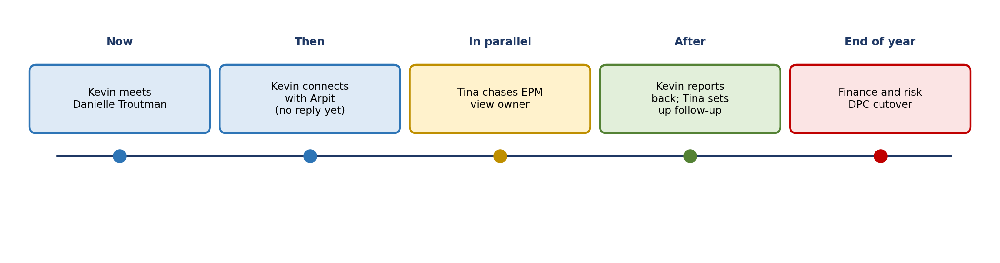 Now
Kevin meets
Danielle Troutman
Then
Kevin connects
with Arpit
(no reply yet)
In parallel
Tina chases EPM
view owner
After
Kevin reports
back; Tina sets
up follow-up
End of year
Finance and risk
DPC cutover